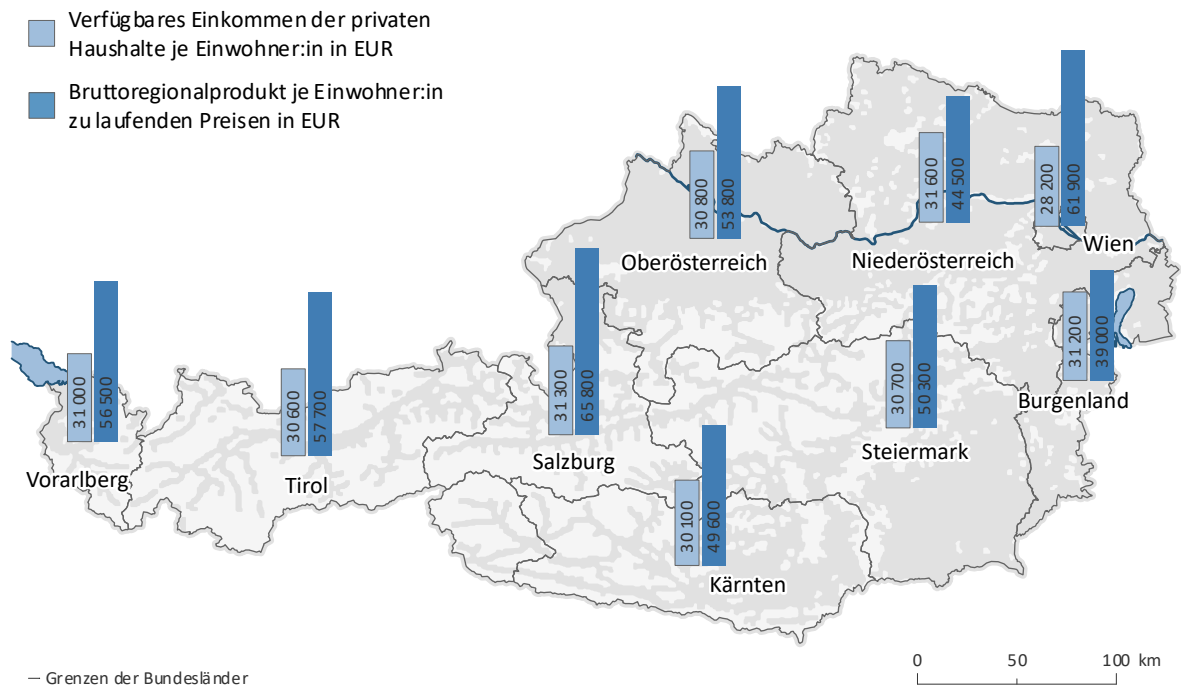 Verfügbares Einkommen der privaten
Haushalte je Einwohner:in in EUR
Bruttoregionalprodukt je Einwohner:in
zu laufenden Preisen in EUR
30 800
53 800
Oberösterreich
31 600
44 500
Niederösterreich
28 200
61 900
Wien
31 000
56 500
Vorarlberg
30 600
57 700
Tirol
31 300
65 800
Salzburg
30 700
50 300
Steiermark
31 200
39 000
Burgenland
30 100
49 600
Kärnten
Grenzen der Bundesländer
0 50 100 km